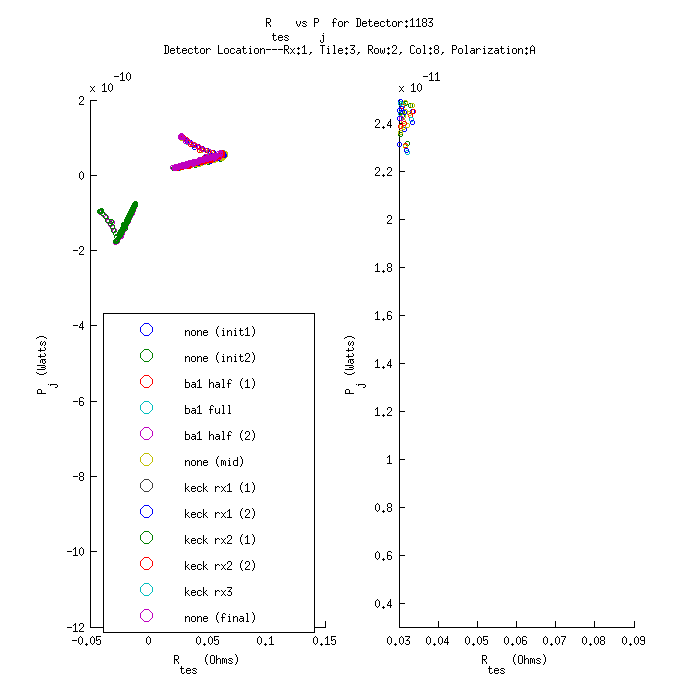 R_tes vs P_j for Detector:1183
Detector Location---Rx:1, Tile:3, Row:2, Col:8, Polarization:A
x 10^-10
2
0
-2
-4
-6
-8
-10
-12
-0.05
0
0.05
0.1
0.15
P_j (Watts)
R_tes (Ohms)
none (init1)
none (init2)
ba1 half (1)
ba1 full
ba1 half (2)
none (mid)
keck rx1 (1)
keck rx1 (2)
keck rx2 (1)
keck rx2 (2)
keck rx3
none (final)
x 10^-11
2.4
2.2
2
1.8
1.6
1.4
1.2
1
0.8
0.6
0.4
0.03
0.04
0.05
0.06
0.07
0.08
0.09
P_j (Watts)
R_tes (Ohms)